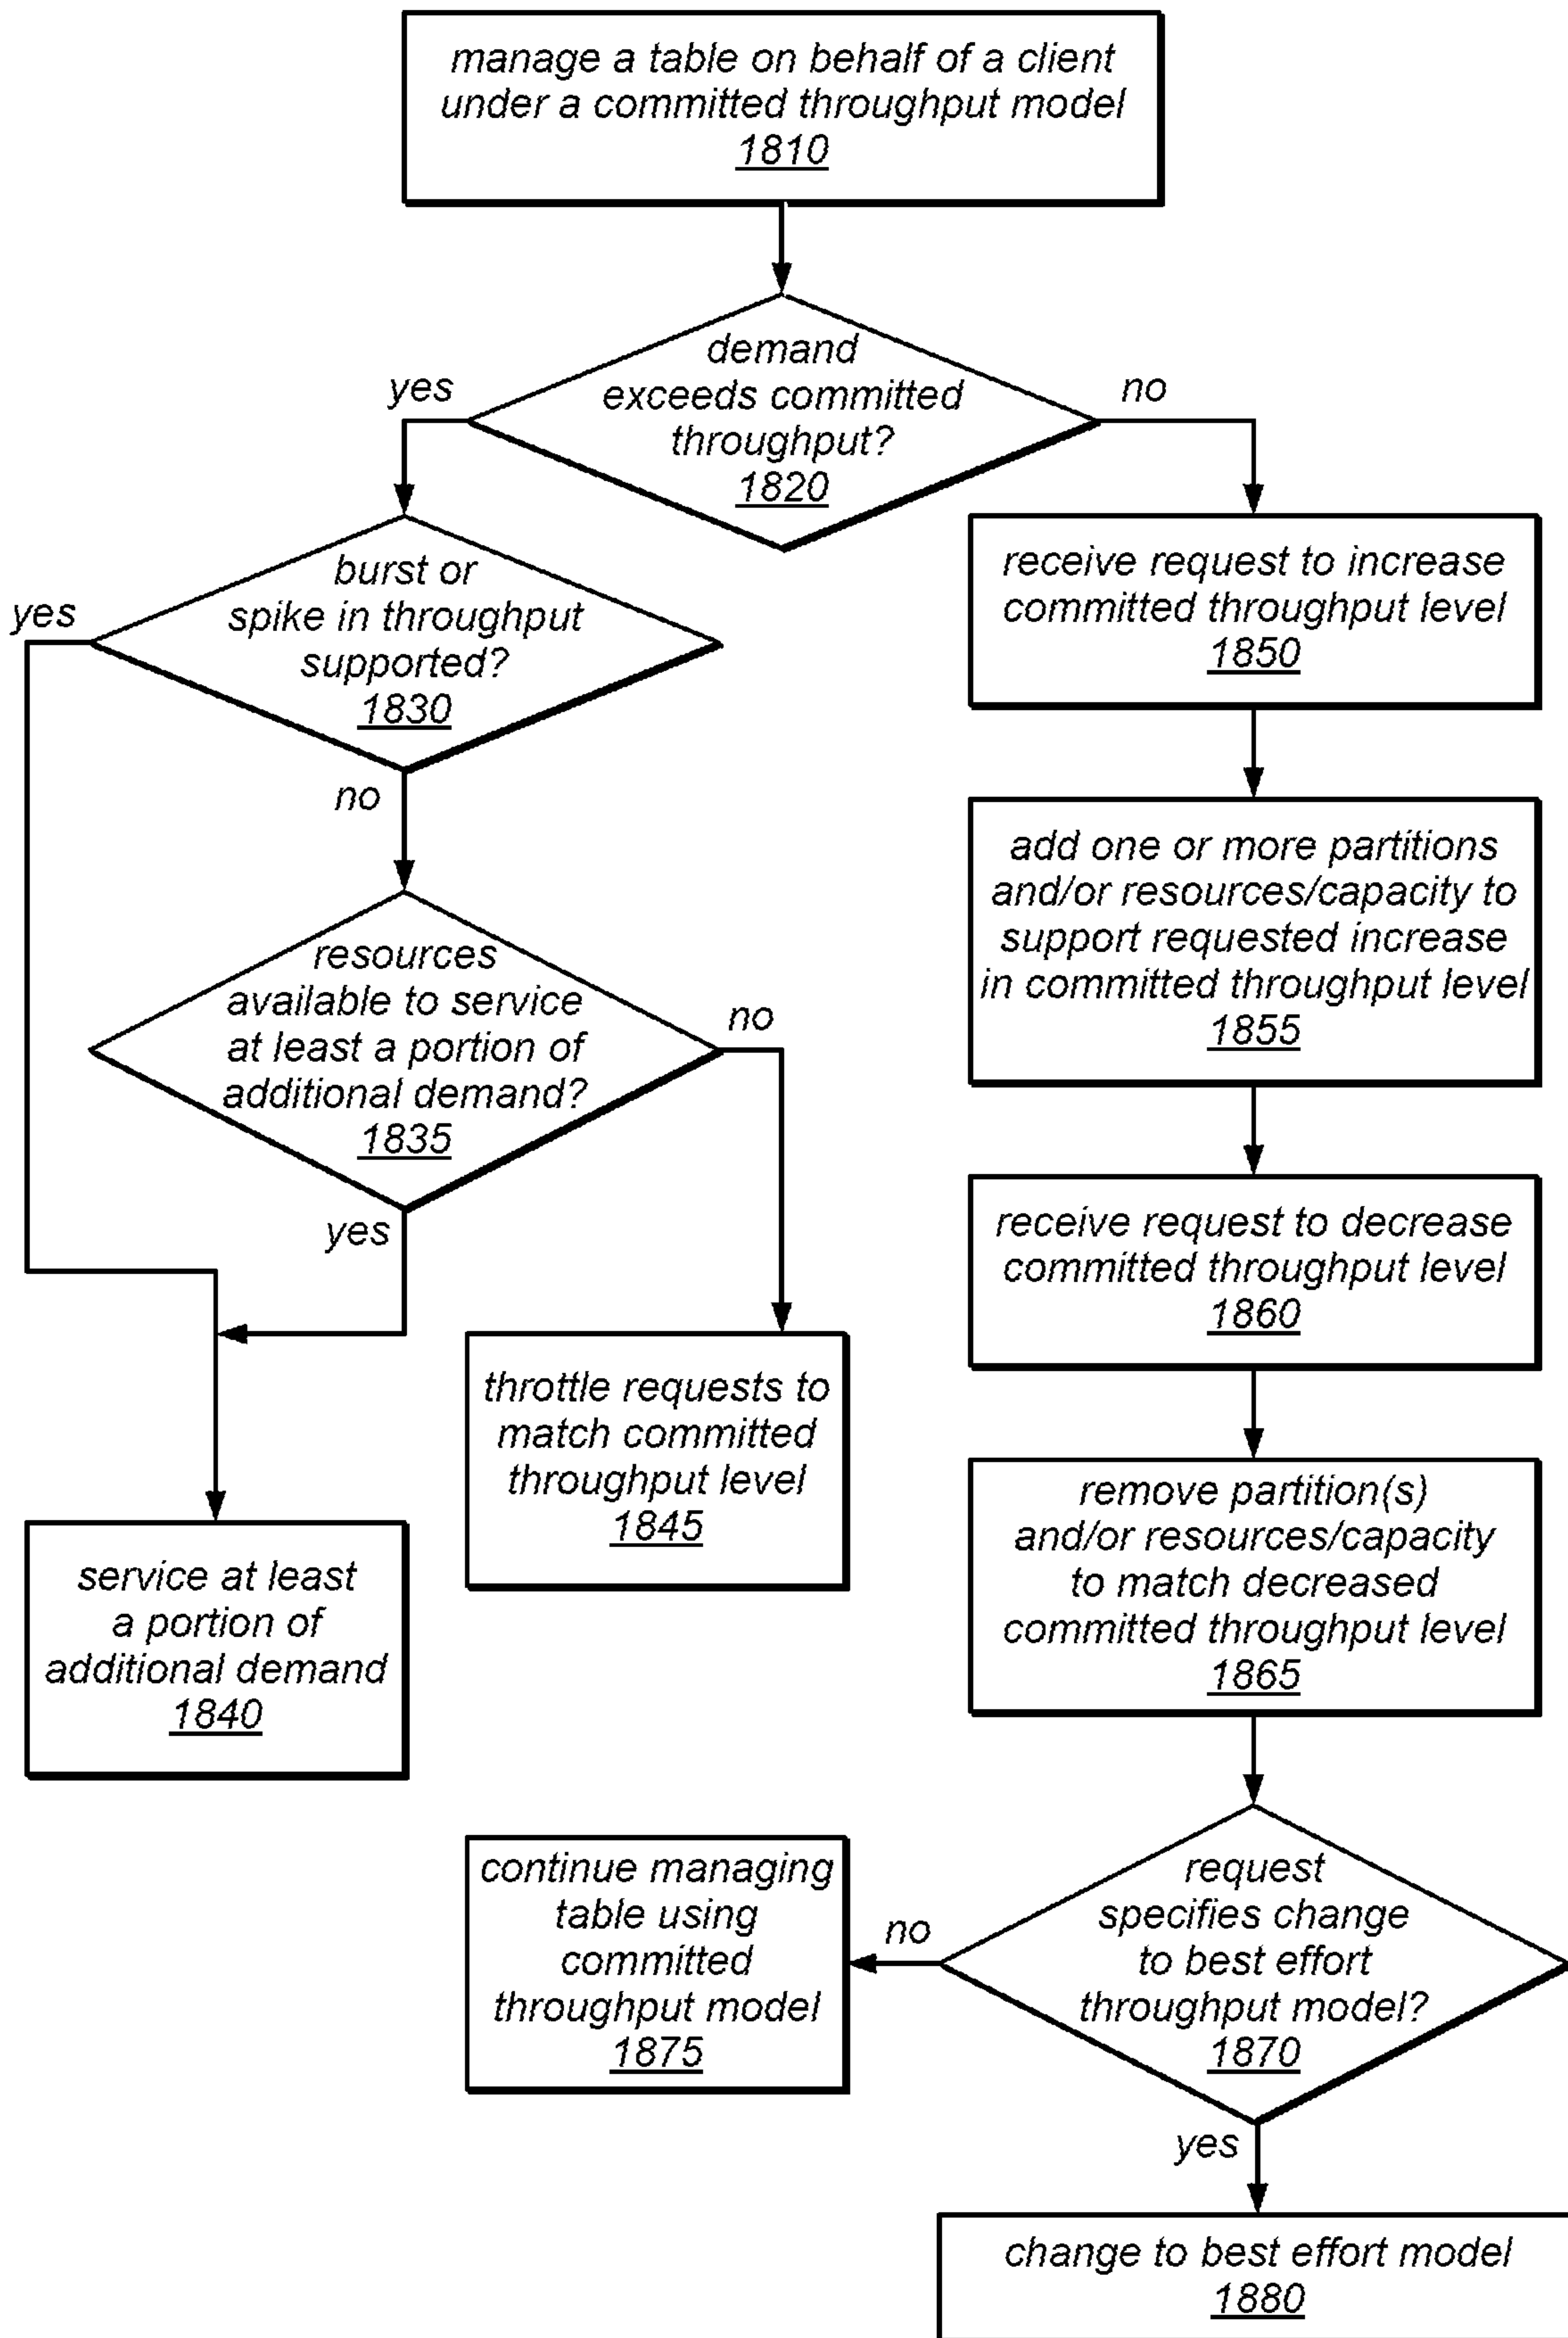 manage a table on behalf of a client
under a committed throughput model
1810
demand
exceeds committed
throughput?
1820
yes
no
burst or
spike in throughput
supported?
1830
yes
no
receive request to increase
committed throughput level
1850
add one or more partitions
and/or resources/capacity to
support requested increase
in committed throughput level
1855
resources
available to service
at least a portion of
additional demand?
1835
no
yes
receive request to decrease
committed throughput level
1860
throttle requests to
match committed
throughput level
1845
service at least
a portion of
additional demand
1840
remove partition(s)
and/or resources/capacity
to match decreased
committed throughput level
1865
request
specifies change
to best effort
throughput model?
1870
no
continue managing
table using
committed
throughput model
1875
yes
change to best effort model
1880